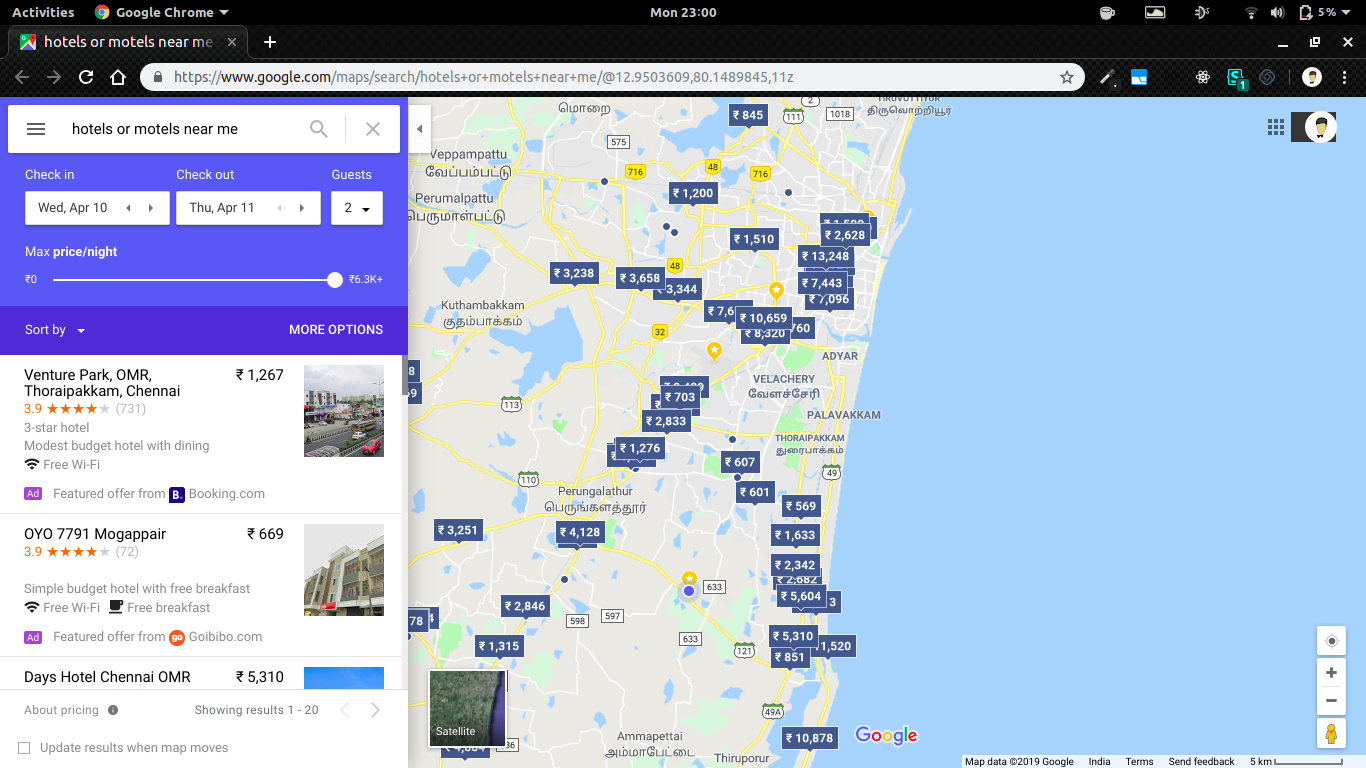 Activities
Google Chrome
Mon 23:00
5 %
hotels or motels near me
https://www.google.com/maps/search/hotels+or+motels+near+me/@12.9503609,80.1489845,11z
1
hotels or motels near me
Check in
Check out
Guests
Wed, Apr 10
Thu, Apr 11
2
Max price/night
₹0
₹6.3K+
Sort by
MORE OPTIONS
Venture Park, OMR,
Thoraipakkam, Chennai
₹ 1,267
3.9
(731)
3-star hotel
Modest budget hotel with dining
Free Wi-Fi
Ad Featured offer from B. Booking.com
OYO 7791 Mogappair
₹ 669
3.9
(72)
Simple budget hotel with free breakfast
Free Wi-Fi
Free breakfast
Ad Featured offer from go Goibibo.com
Days Hotel Chennai OMR
₹ 5,310
About pricing
Showing results 1 - 20
Update results when map moves
மொறை
₹ 845
2
111
1018
திருவொற்றியூர்
575
Veppampattu
வேப்பம்பட்டு
716
48
716
Perumalpattu
பெருமாள்பட்டு
₹ 1,200
₹ 2,628
₹ 1,510
₹ 13,248
48
₹ 3,238
₹ 3,658
3,344
₹ 7,443
₹ 7,096
Kuthambakkam
குதம்பாக்கம்
₹ 10,659
₹ 8,320
760
32
ADYAR
VELACHERY
வேளச்சேரி
₹ 703
113
PALAVAKKAM
₹ 2,833
THORAIPAKKAM
துரைபாக்கம்
₹ 1,276
₹ 607
49
110
Perungalathur
பெருங்களத்தூர்
₹ 601
₹ 569
₹ 3,251
₹ 4,128
₹ 1,633
₹ 2,342
₹ 2,682
633
₹ 5,604
3
₹ 2,846
597
598
78
633
₹ 5,310
₹ 1,315
121
1,520
₹ 851
Satellite
49A
Ammapettai
அம்மாபேட்டை
₹ 10,878
Google
Thiruporur
Map data ©2019 Google
India
Terms
Send feedback
5 km